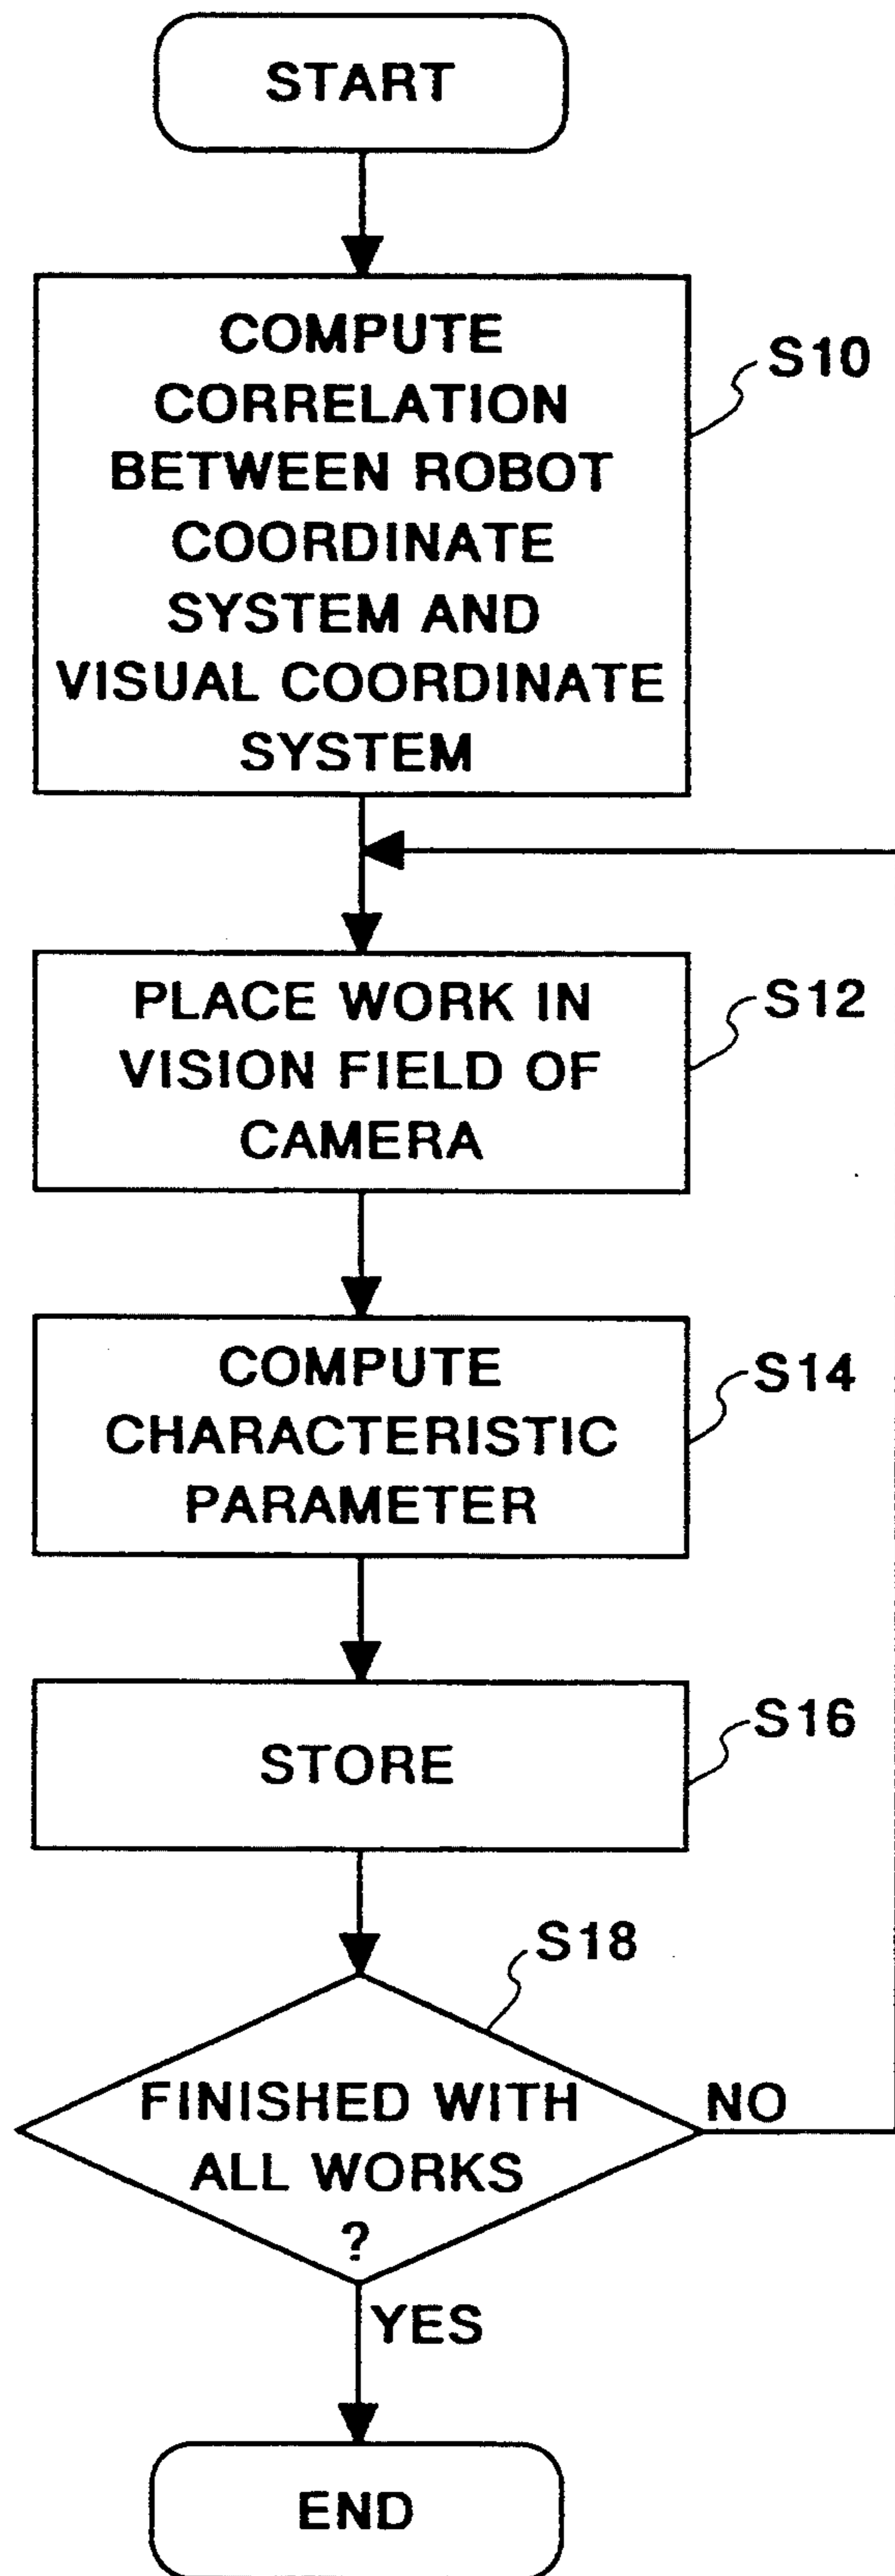 START
COMPUTE
CORRELATION
BETWEEN ROBOT
COORDINATE
SYSTEM AND
VISUAL COORDINATE
SYSTEM
S10
PLACE WORK IN
VISION FIELD OF
CAMERA
S12
COMPUTE
CHARACTERISTIC
PARAMETER
S14
STORE
S16
S18
FINISHED WITH
ALL WORKS
?
NO
YES
END